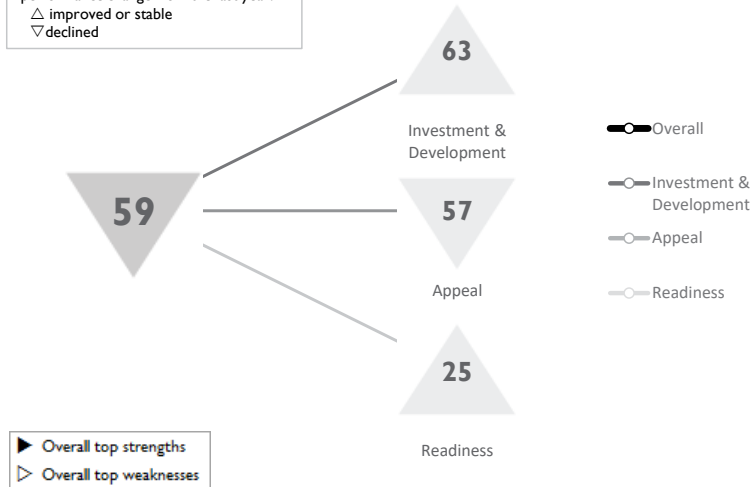 △ improved or stable
▽ declined
63
Investment &
Development
59
57
Appeal
25
Readiness
Overall
Investment &
Development
Appeal
Readiness
▶ Overall top strengths
▷ Overall top weaknesses